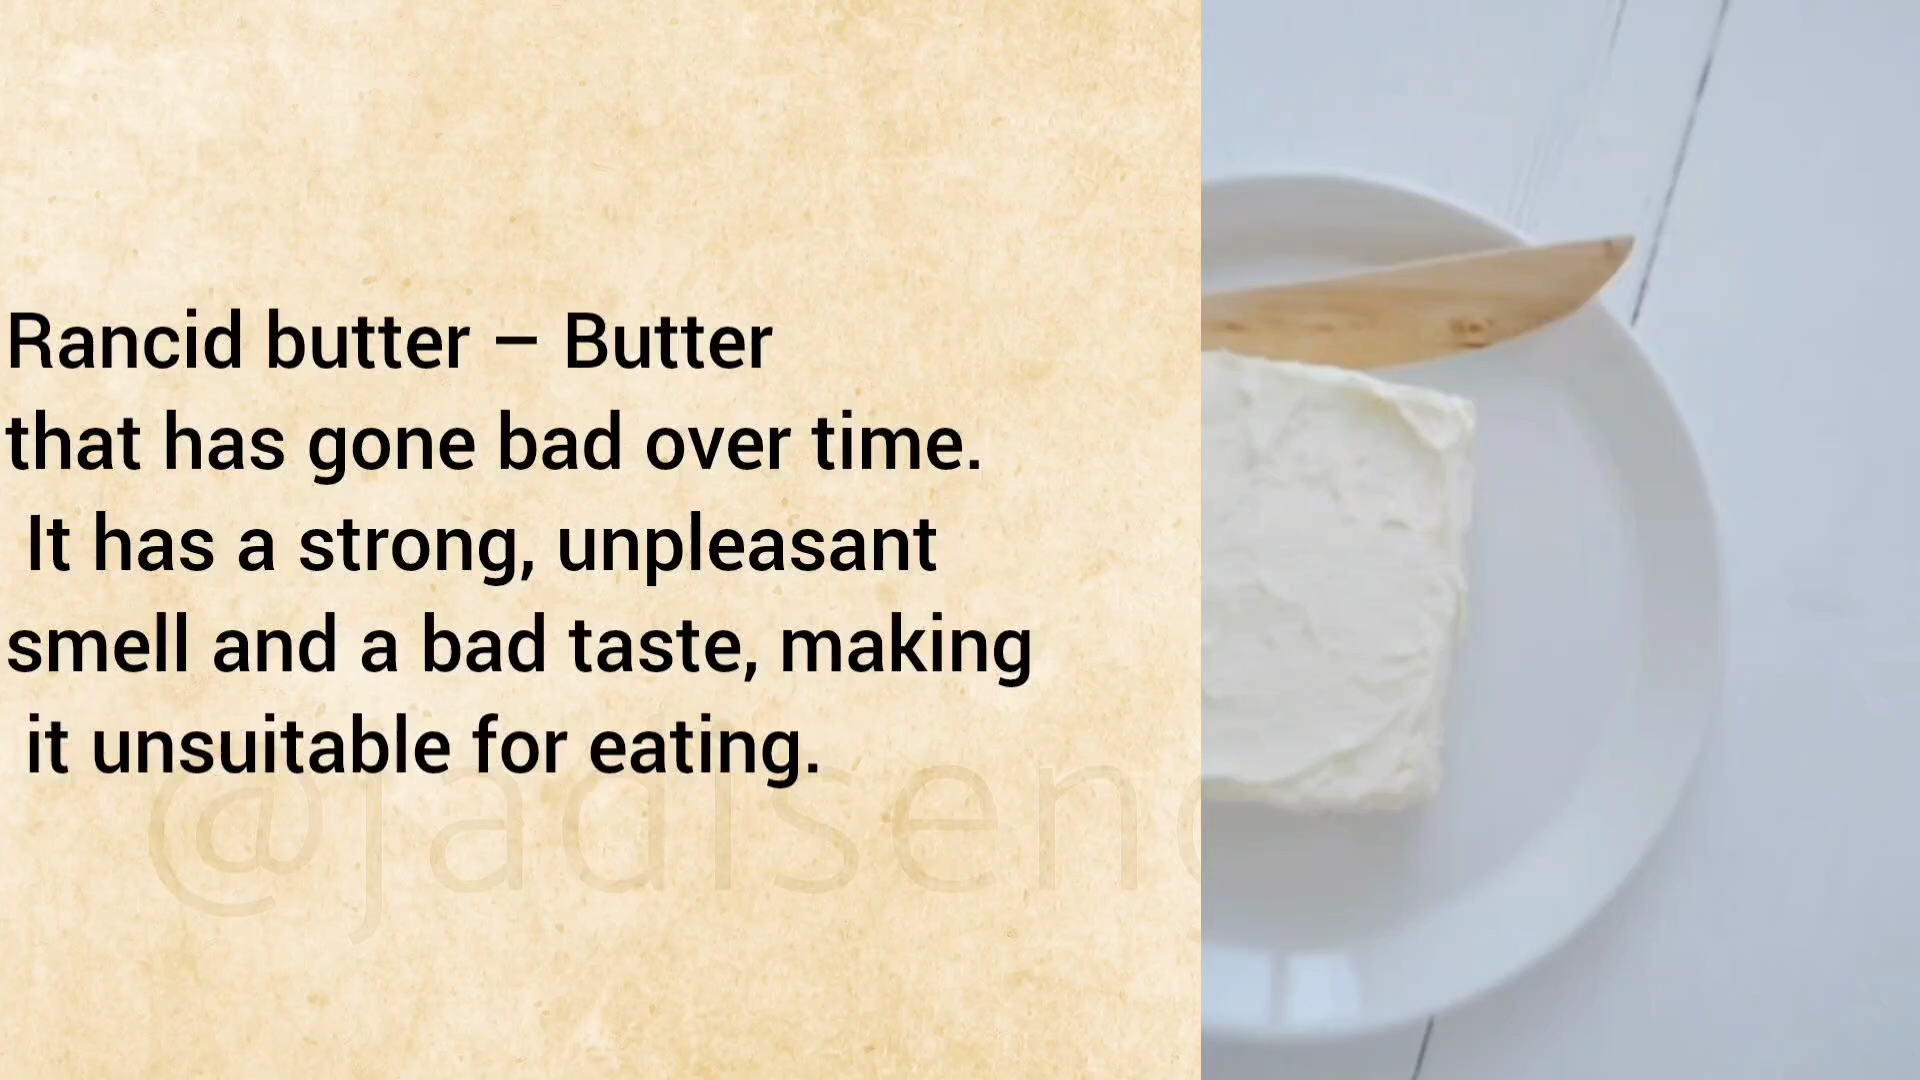 Rancid butter – Butter
that has gone bad over time.
It has a strong, unpleasant
smell and a bad taste, making
it unsuitable for eating.
@jadisen